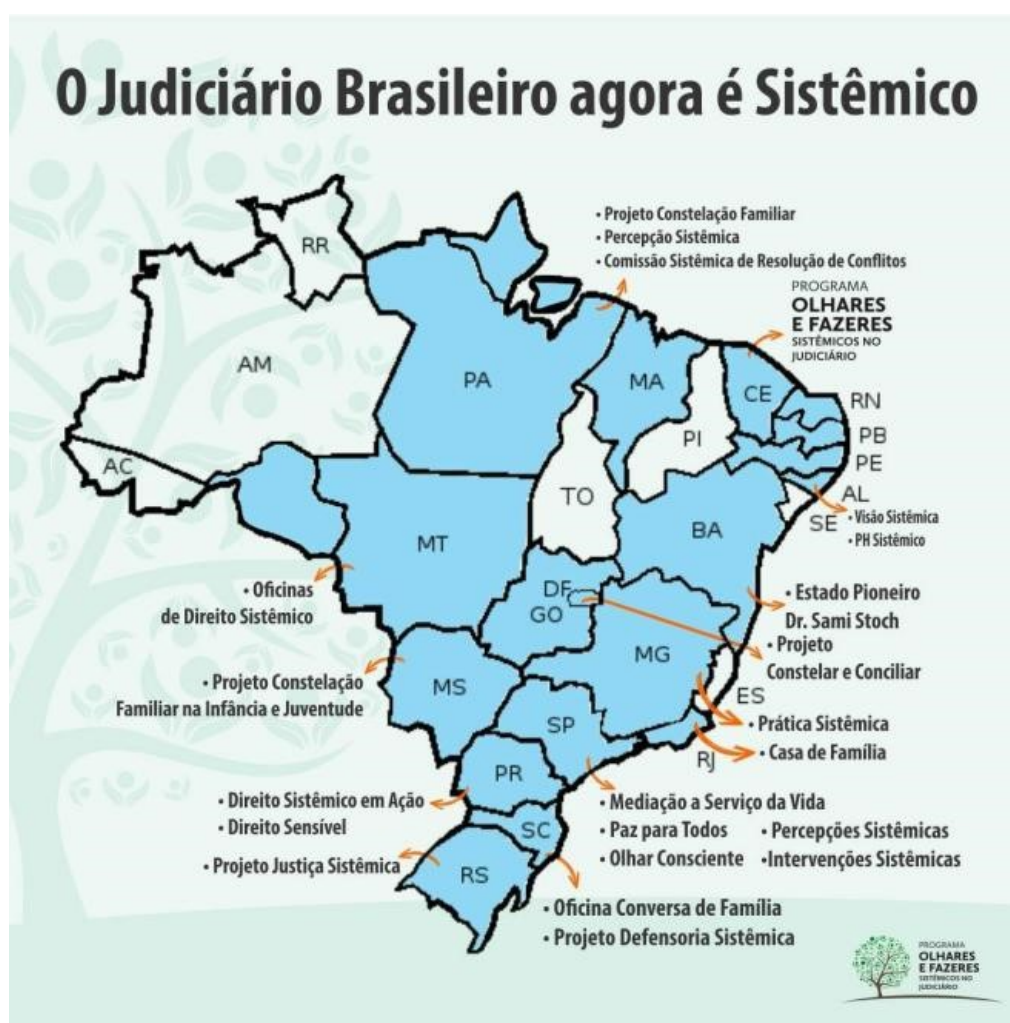 O Judiciário Brasileiro agora é Sistêmico
• Projeto Constelação Familiar
• Percepção Sistêmica
• Comissão Sistêmica de Resolução de Conflitos
PROGRAMA
OLHARES
E FAZERES
SISTÊMICOS NO
JUDICIÁRIO
RR
AM
PA
MA
CE
RN
PI
PB
PE
AC
TO
AL
SE
• Visão Sistêmica
• PH Sistêmico
BA
MT
• Oficinas
de Direito Sistêmico
DF
GO
• Estado Pioneiro
Dr. Sami Stoch
• Projeto
Constelar e Conciliar
MG
• Projeto Constelação
Familiar na Infância e Juventude
MS
ES
SP
• Prática Sistêmica
RJ
• Casa de Família
PR
• Direito Sistêmico em Ação
• Direito Sensível
• Mediação a Serviço da Vida
• Paz para Todos
• Percepções Sistêmicas
• Olhar Consciente
•Intervenções Sistêmicas
SC
• Projeto Justiça Sistêmica
RS
• Oficina Conversa de Família
• Projeto Defensoria Sistêmica
PROGRAMA
OLHARES
E FAZERES
SISTÊMICOS NO
JUDICIÁRIO